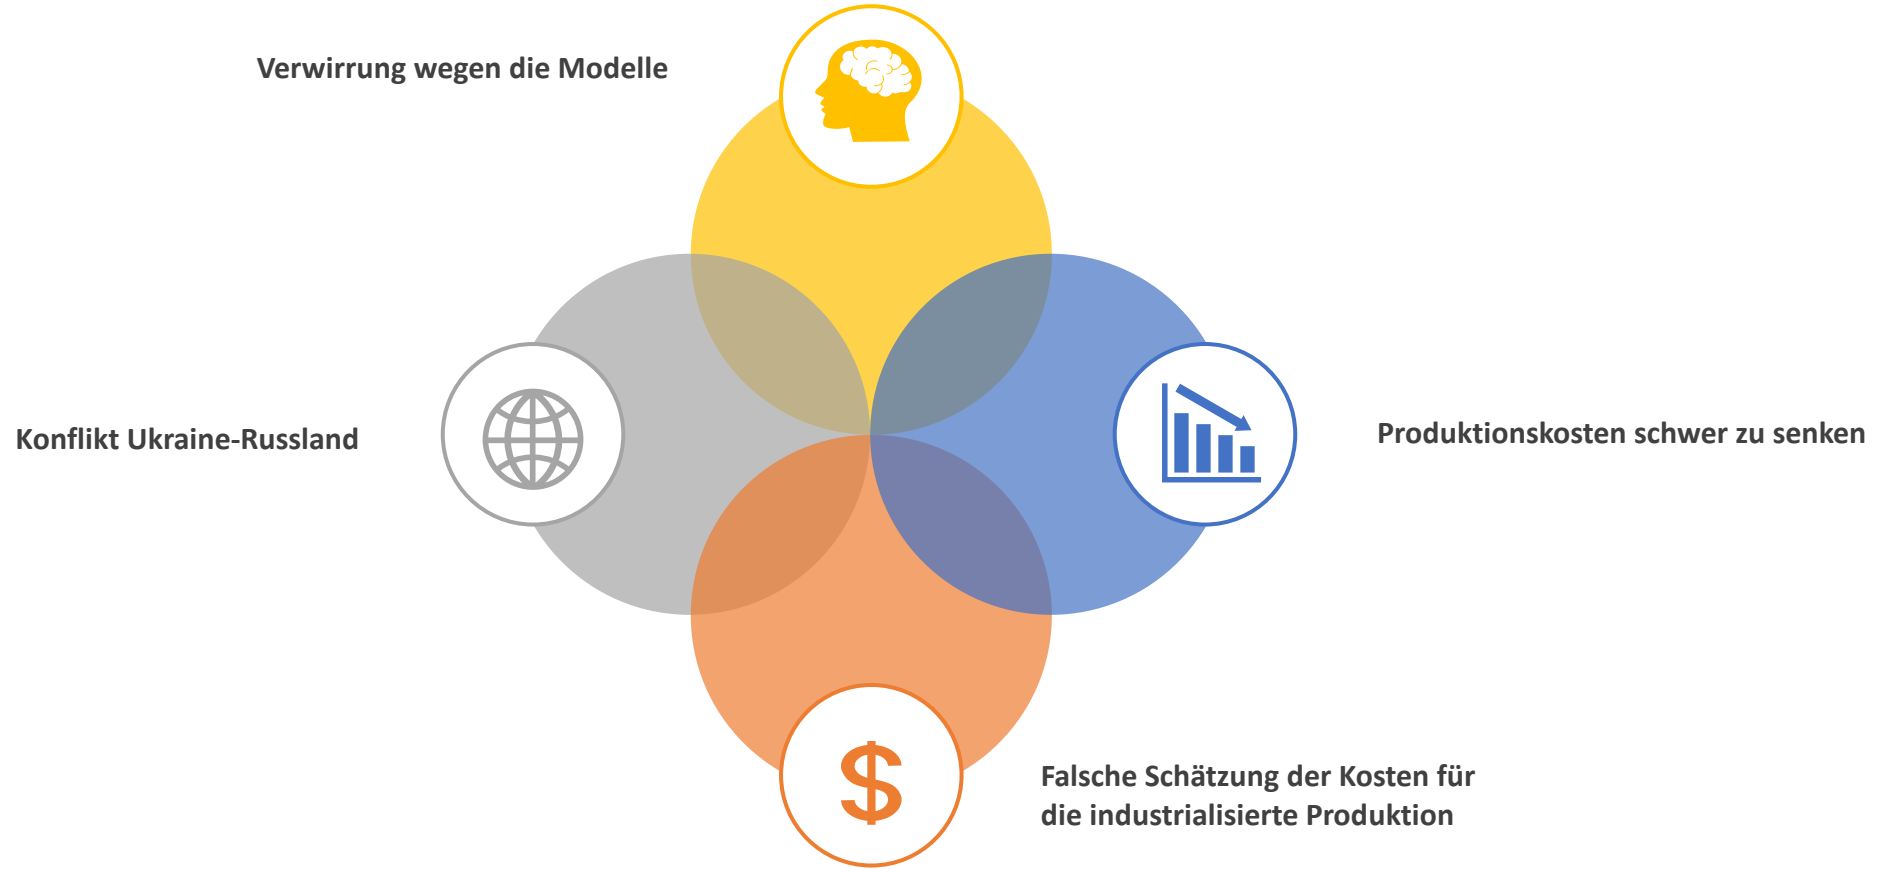 Verwirrung wegen die Modelle
Konflikt Ukraine-Russland
Produktionskosten schwer zu senken
Falsche Schätzung der Kosten für
die industrialisierte Produktion
$